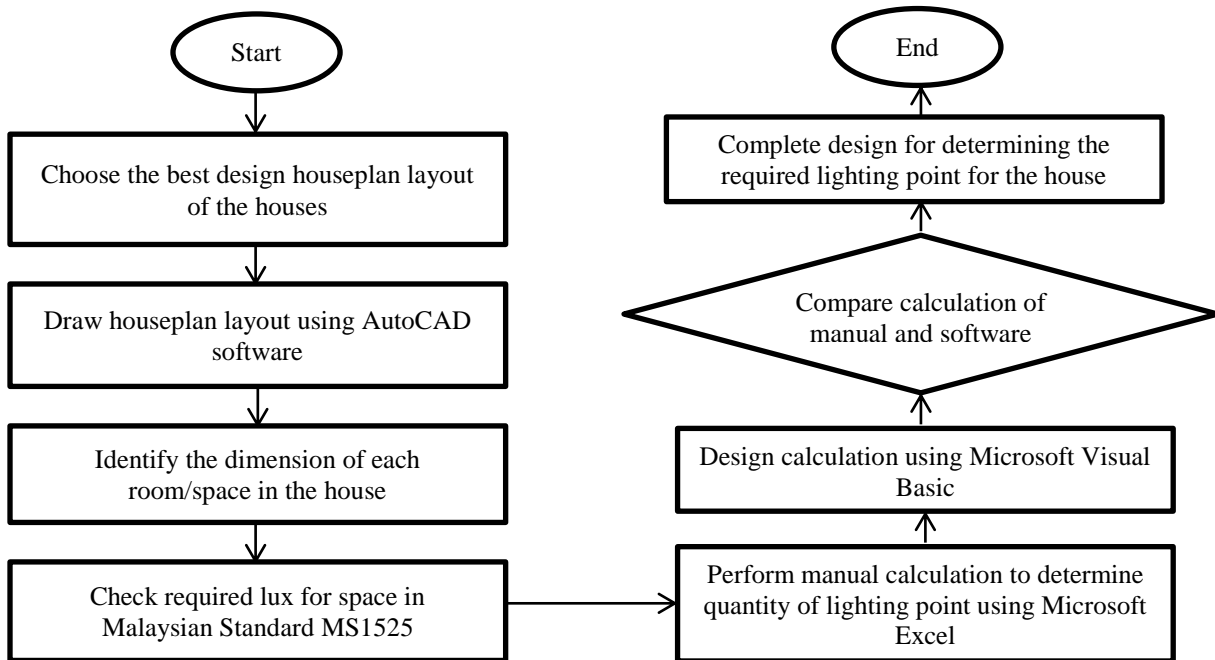 Start
Choose the best design houseplan layout
of the houses
Draw houseplan layout using AutoCAD
software
Identify the dimension of each
room/space in the house
Check required lux for space in
Malaysian Standard MS1525
Perform manual calculation to determine
quantity of lighting point using Microsoft
Excel
Design calculation using Microsoft Visual
Basic
Compare calculation of
manual and software
Complete design for determining the
required lighting point for the house
End